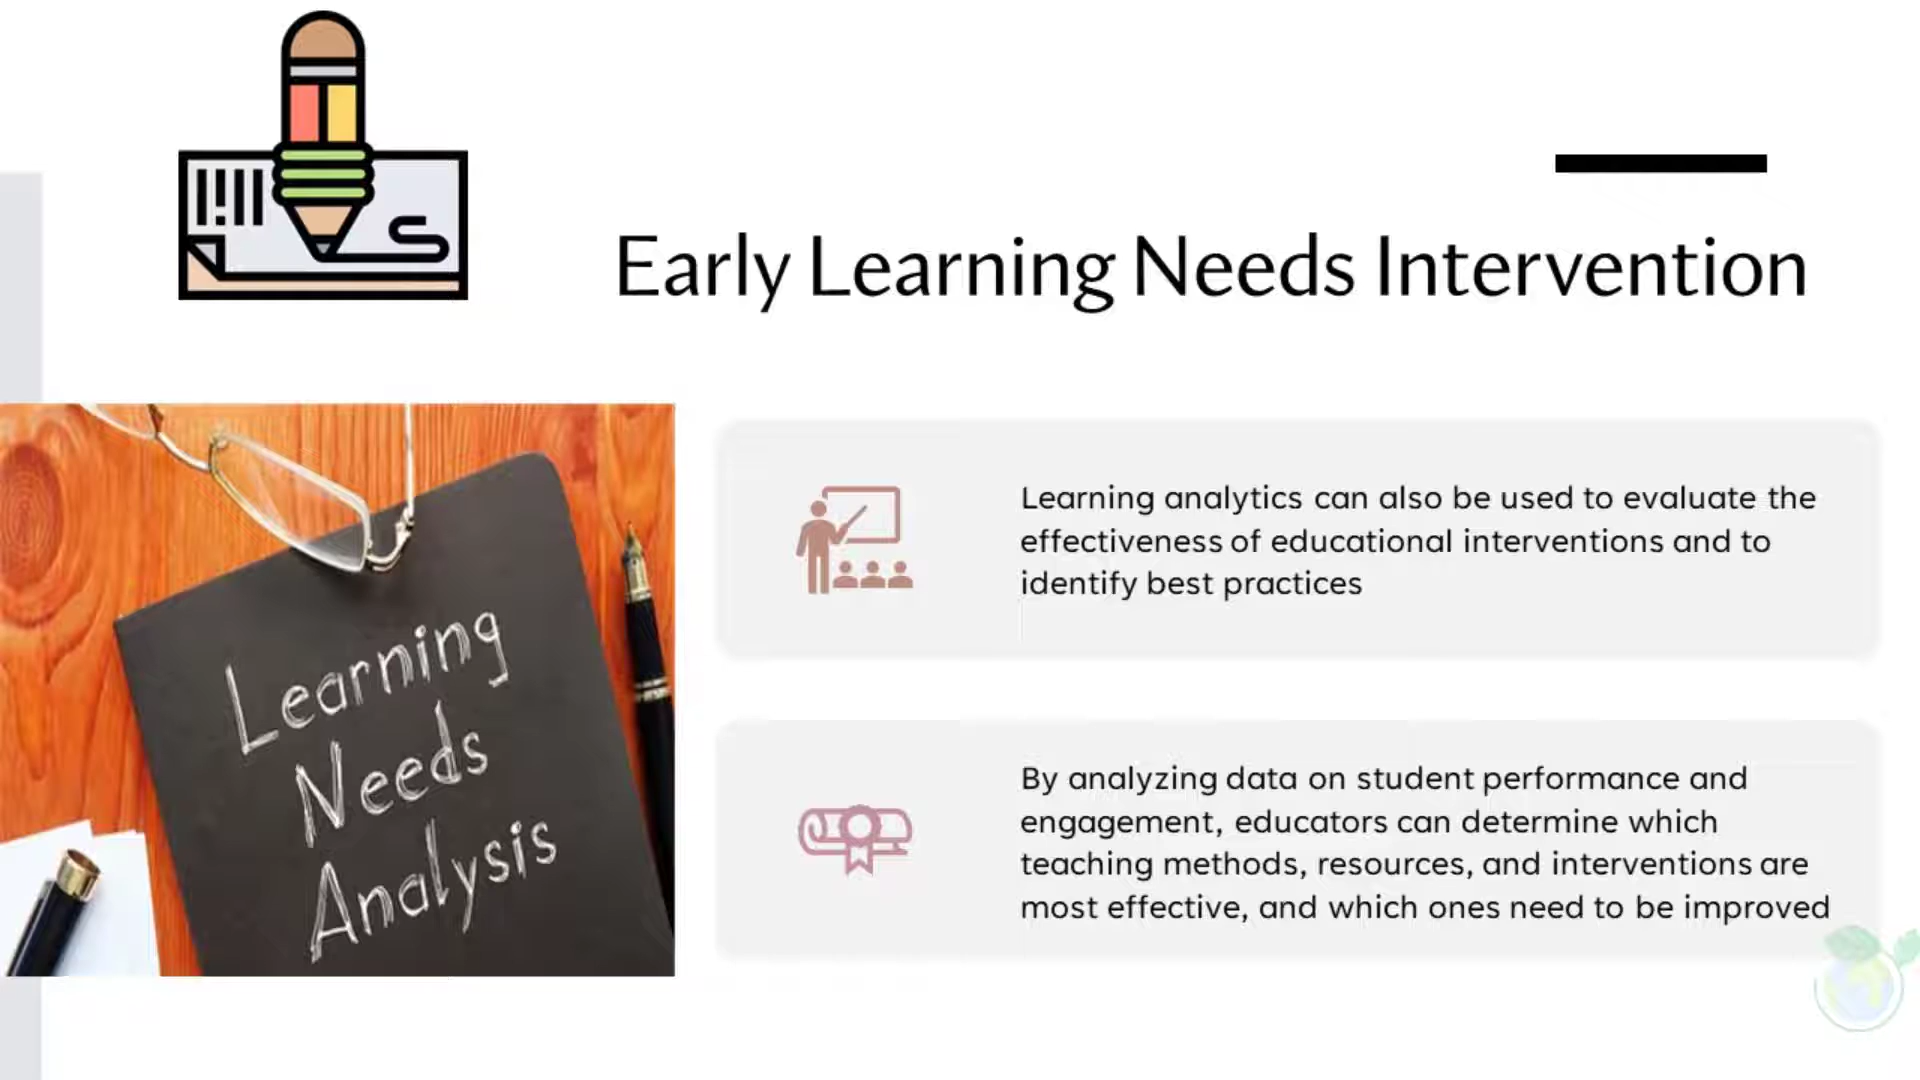 Early Learning Needs Intervention
Learning
Needs
Analysis
Learning analytics can also be used to evaluate the
effectiveness of educational interventions and to
identify best practices
By analyzing data on student performance and
engagement, educators can determine which
teaching methods, resources, and interventions are
most effective, and which ones need to be improved